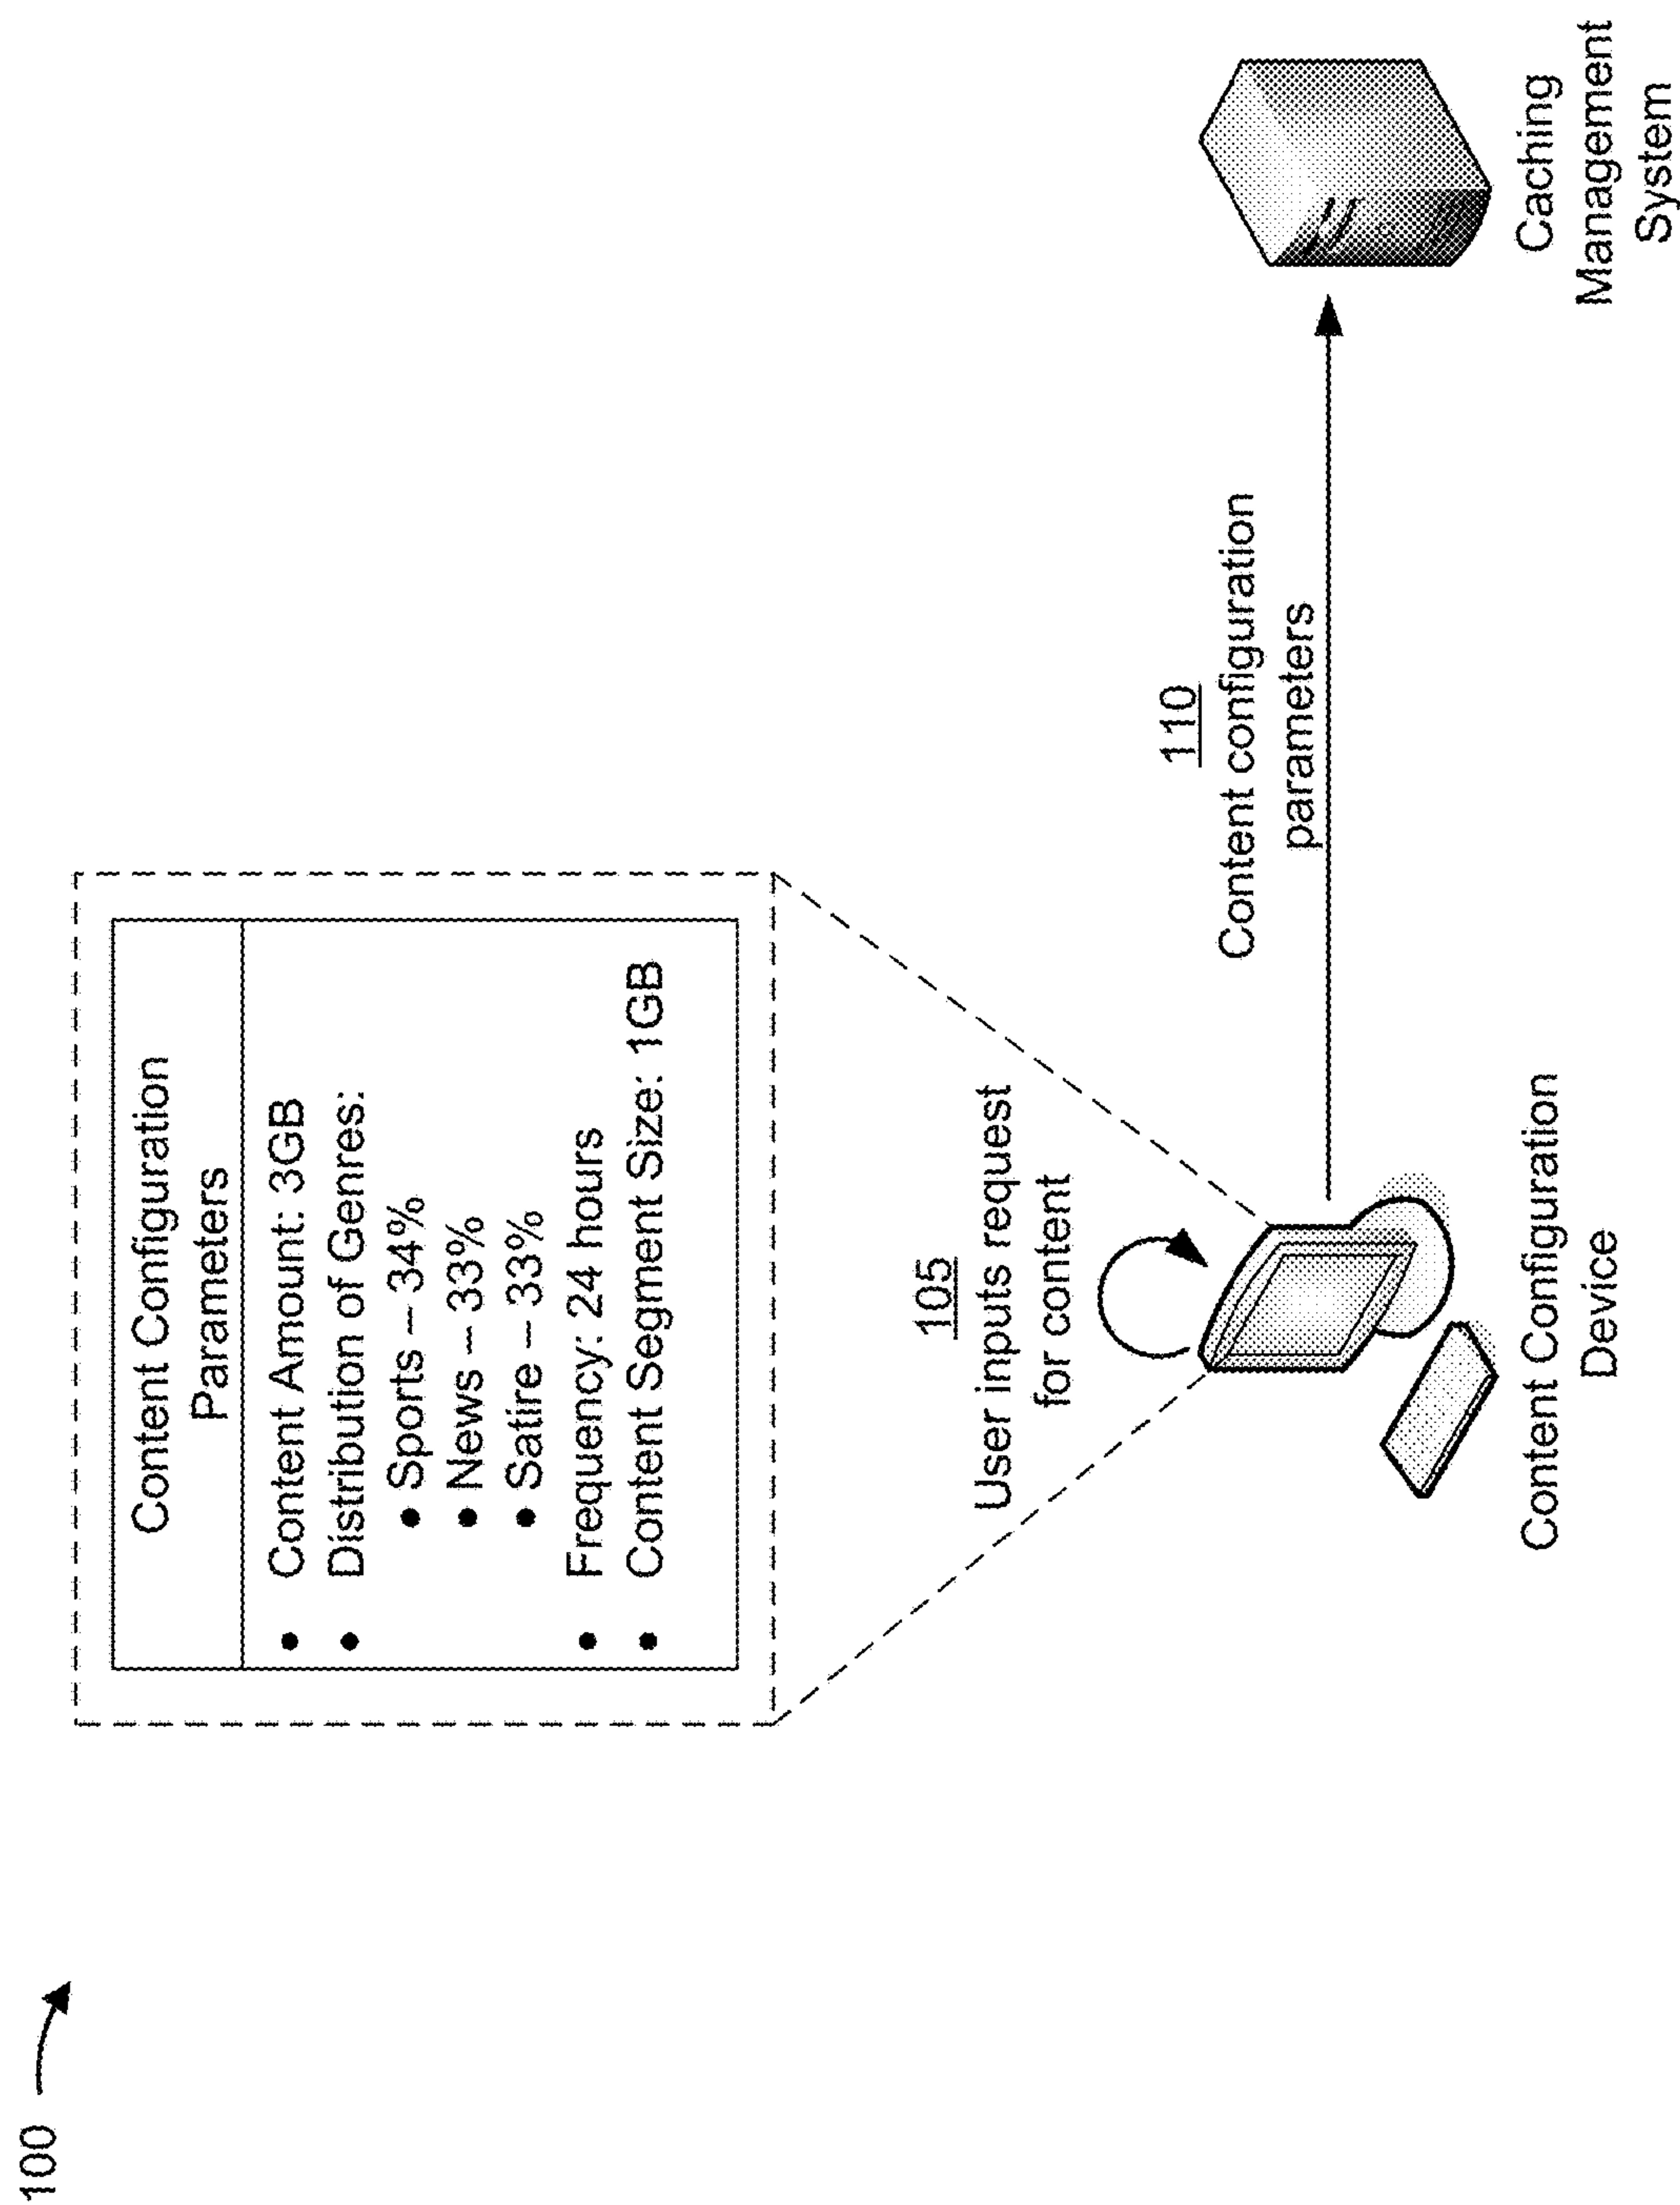 100
Content Configuration
Parameters
• Content Amount: 3GB
• Distribution of Genres:
• Sports – 34%
• News – 33%
• Satire – 33%
• Frequency: 24 hours
• Content Segment Size: 1GB
105
User inputs request
for content
110
Content configuration
parameters
Content Configuration
Device
Caching
Management
System